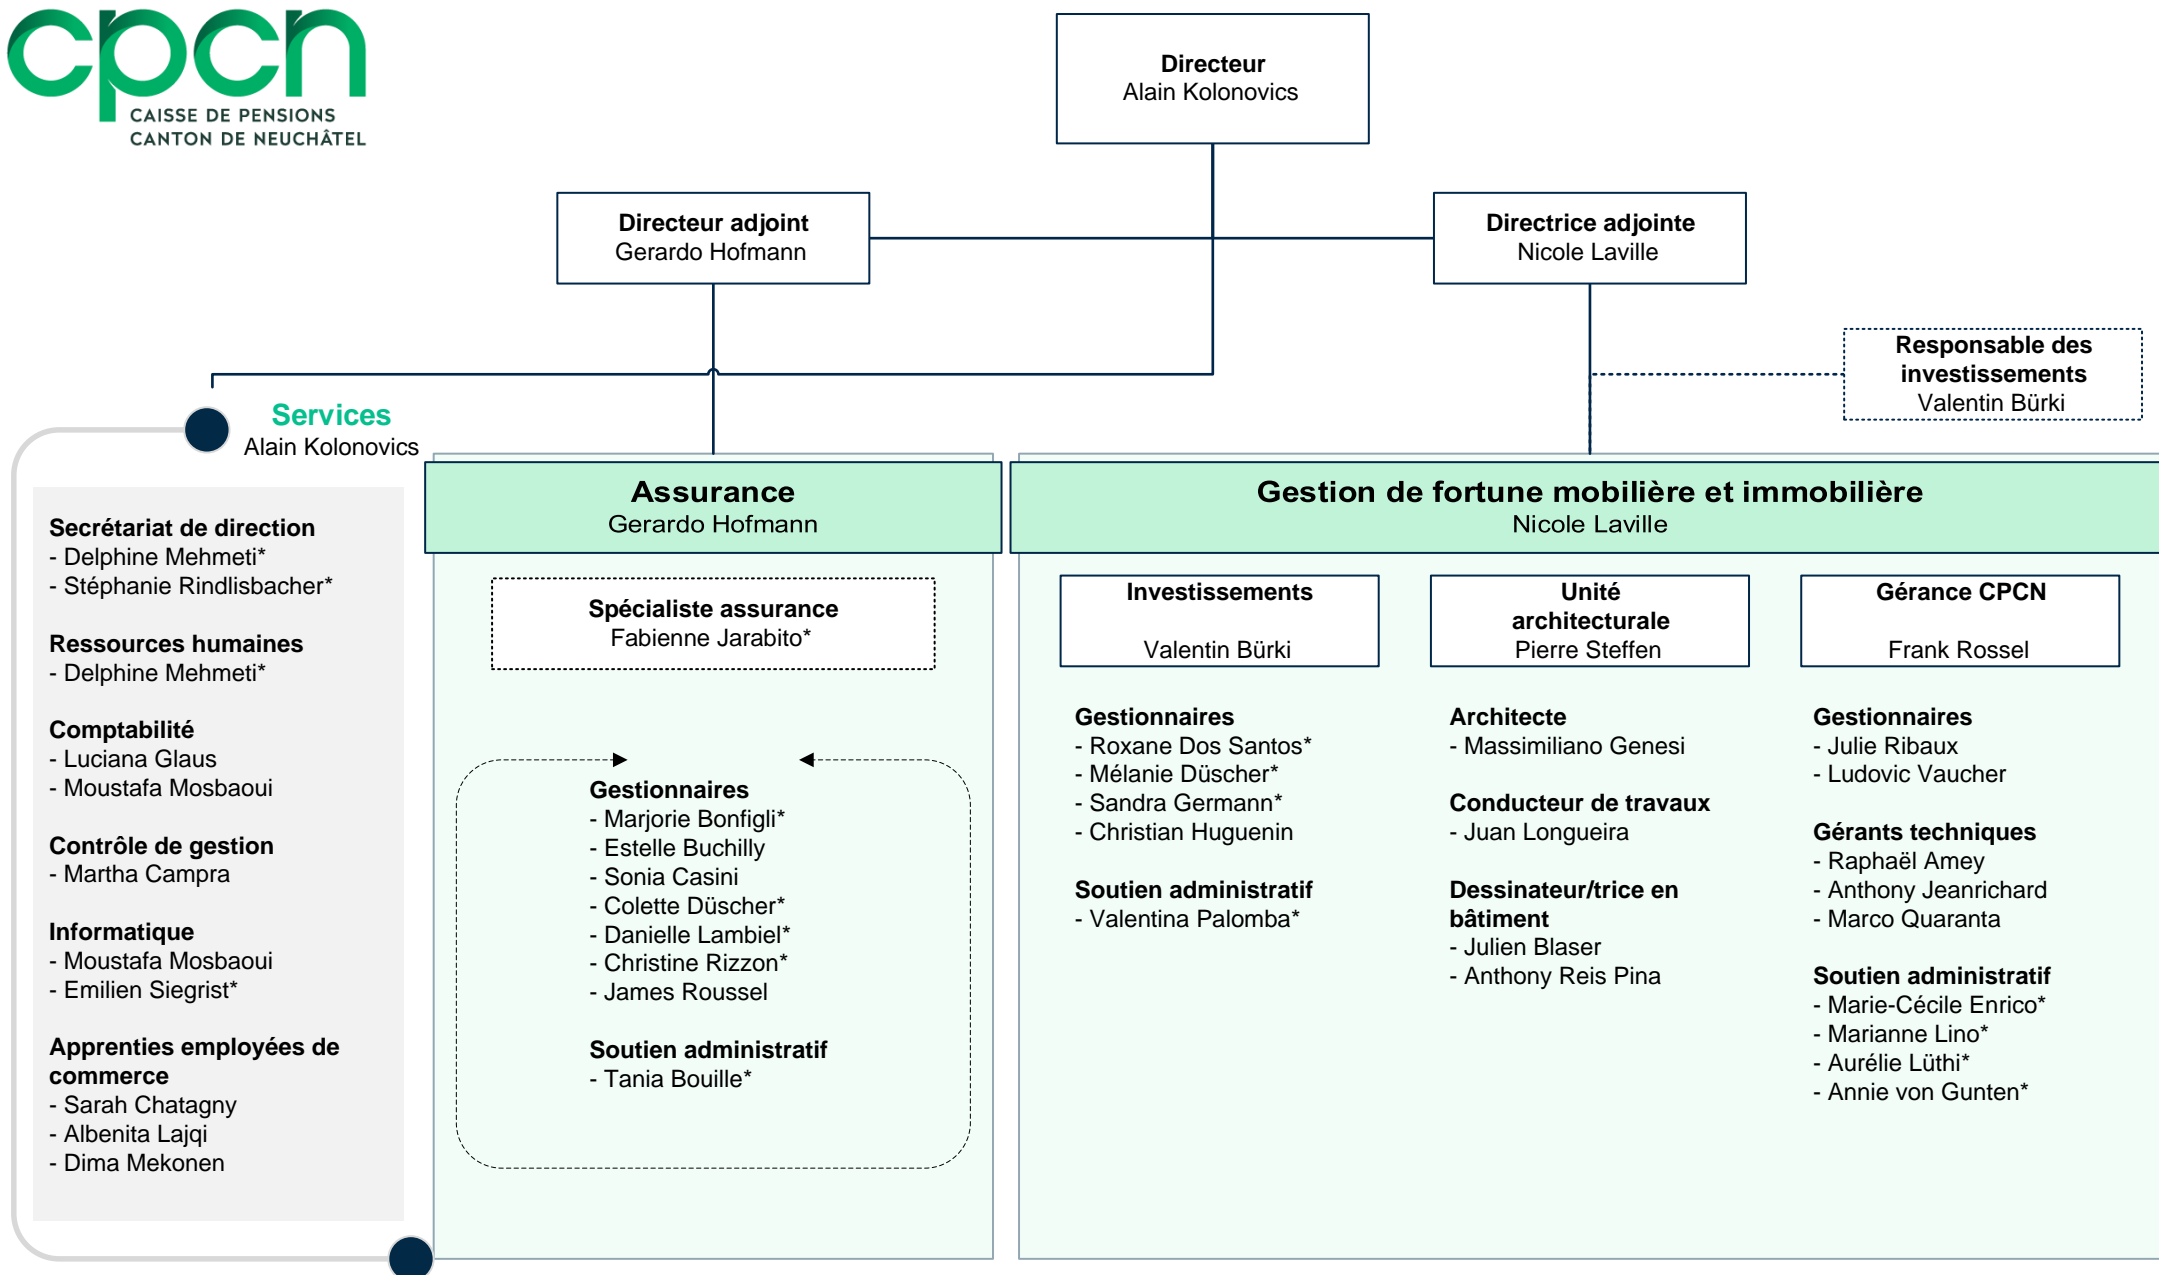 cpcn
CAISSE DE PENSIONS
CANTON DE NEUCHÂTEL
Directeur
Alain Kolonovics
Directeur adjoint
Gerardo Hofmann
Directrice adjointe
Nicole Laville
Responsable des
investissements
Valentin Bürki
Services
Alain Kolonovics
Secrétariat de direction
- Delphine Mehmeti*
- Stéphanie Rindlisbacher*
Ressources humaines
- Delphine Mehmeti*
Comptabilité
- Luciana Glaus
- Moustafa Mosbaoui
Contrôle de gestion
- Martha Campra
Informatique
- Moustafa Mosbaoui
- Emilien Siegrist*
Apprenties employées de
commerce
- Sarah Chatagny
- Albenita Lajqi
- Dima Mekonen
Assurance
Gerardo Hofmann
Spécialiste assurance
Fabienne Jarabito*
Gestionnaires
- Marjorie Bonfigli*
- Estelle Buchilly
- Sonia Casini
- Colette Düscher*
- Danielle Lambiel*
- Christine Rizzon*
- James Roussel
Soutien administratif
- Tania Bouille*
Gestion de fortune mobilière et immobilière
Nicole Laville
Investissements
Valentin Bürki
Gestionnaires
- Roxane Dos Santos*
- Mélanie Düscher*
- Sandra Germann*
- Christian Huguenin
Soutien administratif
- Valentina Palomba*
Unité
architecturale
Pierre Steffen
Architecte
- Massimiliano Genesi
Conducteur de travaux
- Juan Longueira
Dessinateur/trice en
bâtiment
- Julien Blaser
- Anthony Reis Pina
Gérance CPCN
Frank Rossel
Gestionnaires
- Julie Ribaux
- Ludovic Vaucher
Gérants techniques
- Raphaël Amey
- Anthony Jeanrichard
- Marco Quaranta
Soutien administratif
- Marie-Cécile Enrico*
- Marianne Lino*
- Aurélie Lüthi*
- Annie von Gunten*